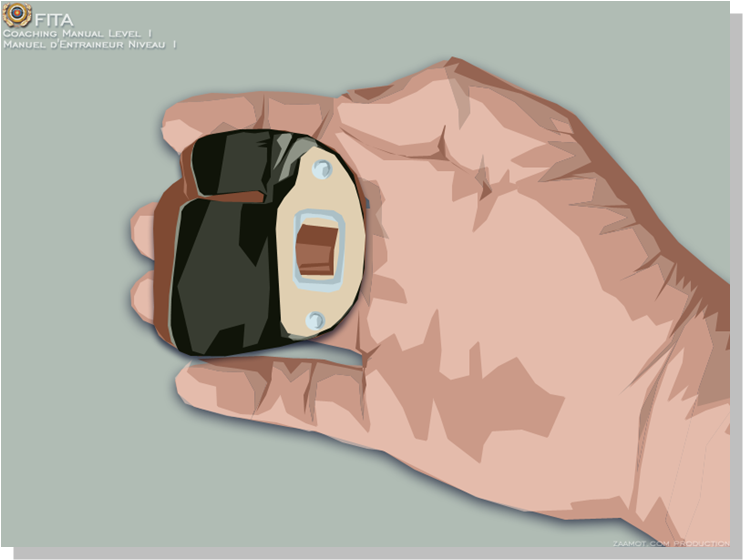 FITA
Coaching Manual Level 1
Manuel d'Entraineur Niveau 1
ZAAMOT.COM PRODUCTION